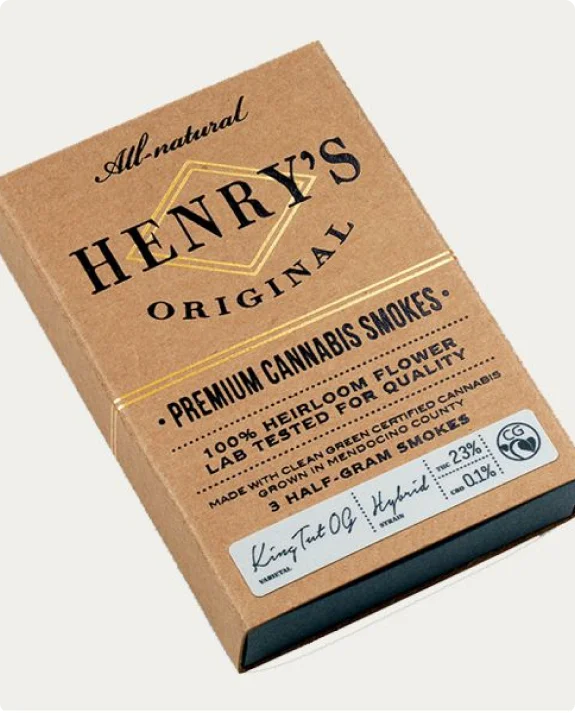 All-natural
HENRY'S
ORIGINAL
• PREMIUM CANNABIS SMOKES •
100% HEIRLOOM FLOWER
LAB TESTED FOR QUALITY
MADE WITH CLEAN GREEN CERTIFIED CANNABIS
GROWN IN MENDOCINO COUNTY
3 HALF-GRAM SMOKES
King Tut OG Hybrid THC 23% CG
VARIETAL STRAIN CBD 0.1%